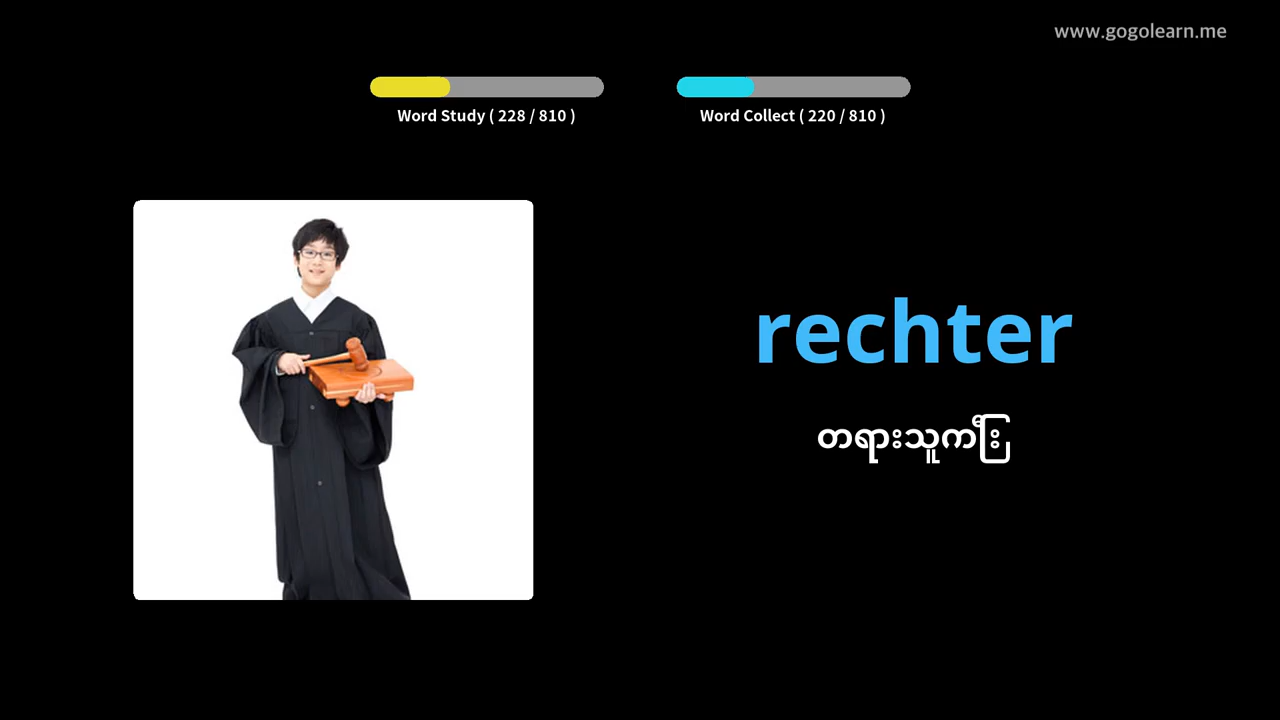 www.gogolearn.me
Word Study ( 228 / 810 )
Word Collect ( 220 / 810 )
rechter
တရားသူကြီး